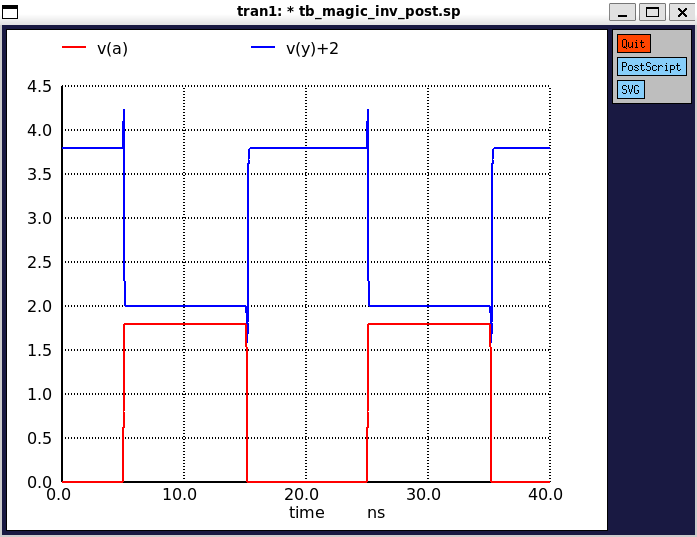 tran1: * tb_magic_inv_post.sp
v(a) v(y)+2
Quit
PostScript
SVG
4.5
4.0
3.5
3.0
2.5
2.0
1.5
1.0
0.5
0.0
0.0 10.0 20.0 30.0 40.0
time ns